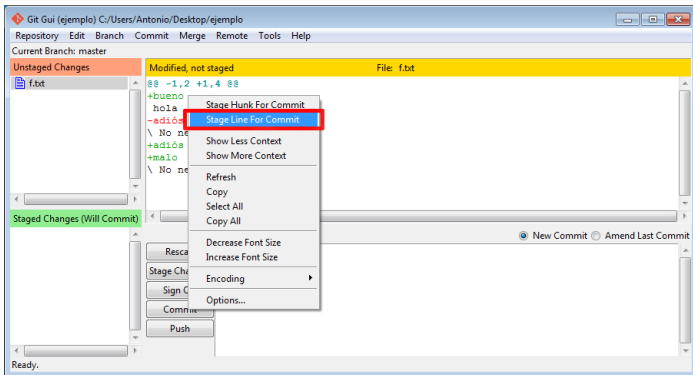 Git Gui (ejemplo) C:/Users/Antonio/Desktop/ejemplo
Repository Edit Branch Commit Merge Remote Tools Help
Current Branch: master
Unstaged Changes
f.txt
Modified, not staged File: f.txt
@@ -1,2 +1,4 @@
+bueno
hola
-adiós
\ No ne
+adiós
+malo
\ No ne
Stage Hunk For Commit
Stage Line For Commit
Show Less Context
Show More Context
Refresh
Copy
Select All
Copy All
Decrease Font Size
Increase Font Size
Encoding
Options...
Staged Changes (Will Commit)
New Commit Amend Last Commit
Resca
Stage Cha
Sign O
Commit
Push
Ready.